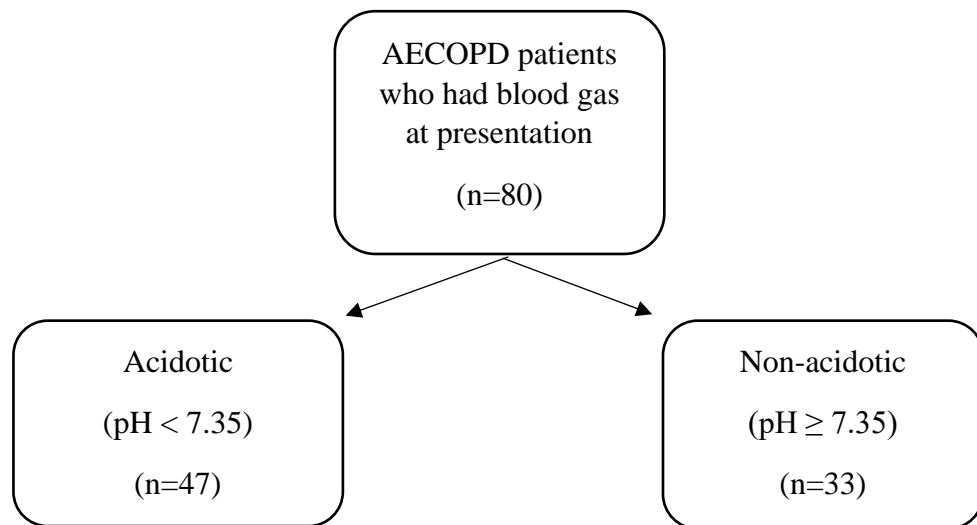 AECOPD patients
who had blood gas
at presentation
(n=80)
Acidotic
(pH < 7.35)
(n=47)
Non-acidotic
(pH ≥ 7.35)
(n=33)